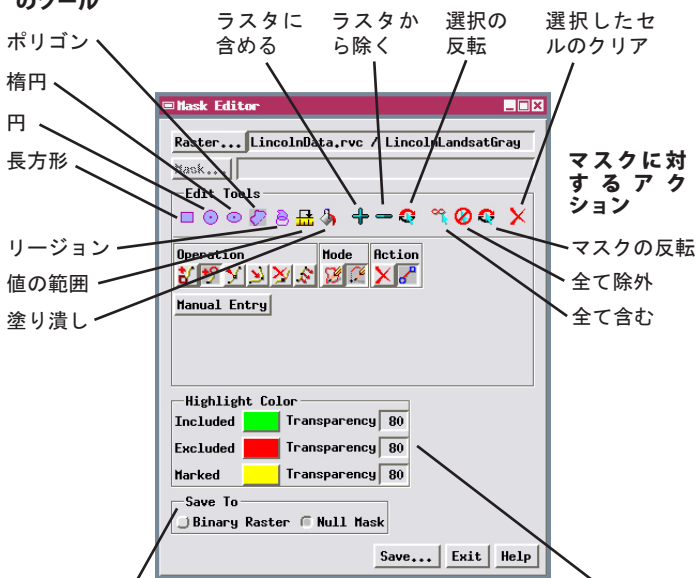 のツール
ポリゴン
楕円
円
長方形
リージョン
値の範囲
塗り潰し
ラスタに
含める
ラスタか
ら除く
選択の
反転
選択したセ
ルのクリア
マスクに対
するアク
ション
マスクの反転
全て除外
全て含む
Mask Editor
Raster... LincolnData.rvc / LincolnLandsatGray
Mask...
Edit Tools
Operation Mode Action
Manual Entry
Highlight Color
Included Transparency 80
Excluded Transparency 80
Marked Transparency 80
Save To
Binary Raster Null Mask
Save... Exit Help